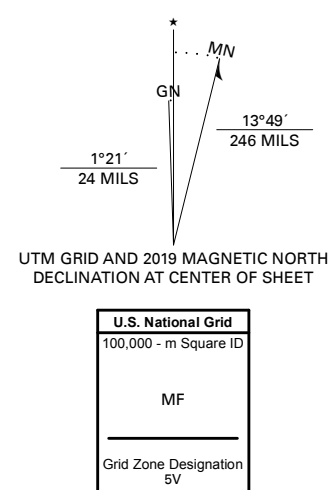 ★
MN
GN
13°49´
246 MILS
1°21´
24 MILS
UTM GRID AND 2019 MAGNETIC NORTH
DECLINATION AT CENTER OF SHEET
U.S. National Grid
100,000 - m Square ID
MF
Grid Zone Designation
5V